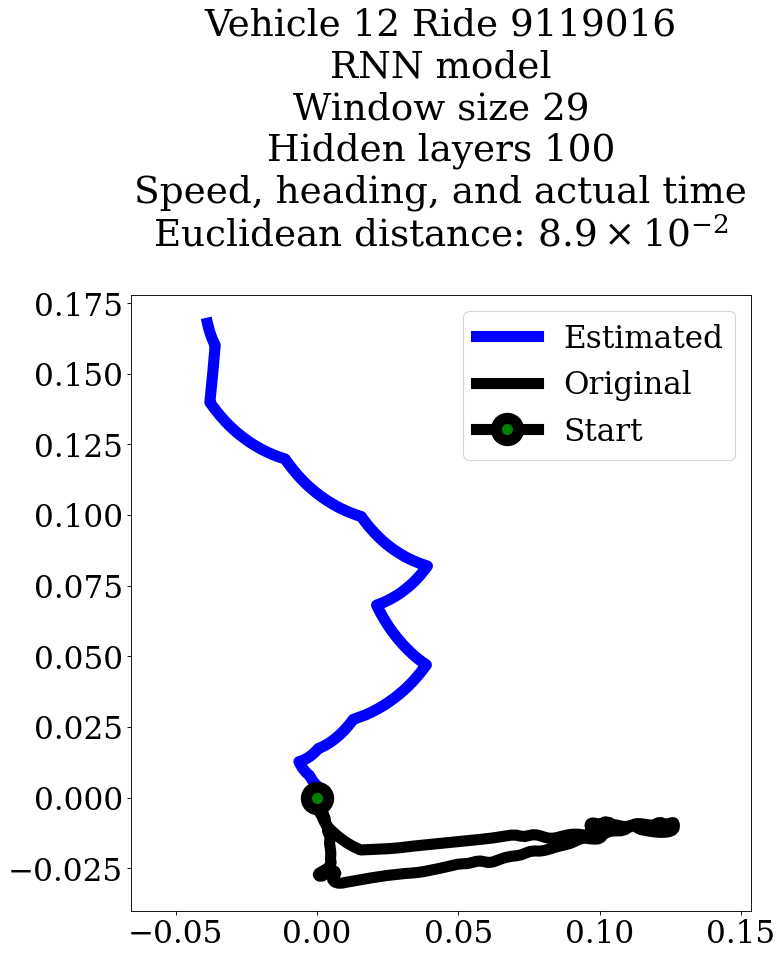 Vehicle 12 Ride 9119016
RNN model
Window size 29
Hidden layers 100
Speed, heading, and actual time
Euclidean distance: 8.9 × 10⁻²
0.175
0.150
0.125
0.100
0.075
0.050
0.025
0.000
−0.025
Estimated
Original
Start
−0.05
0.00
0.05
0.10
0.15